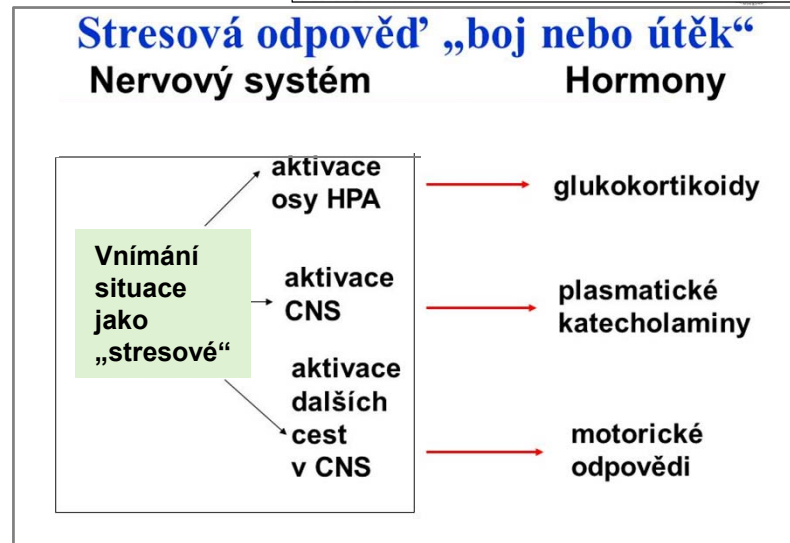 Stresová odpověď „boj nebo útěk“
Nervový systém
Hormony
aktivace
osy HPA
glukokortikoidy
Vnímání
situace
jako
„stresové“
aktivace
CNS
plasmatické
katecholaminy
aktivace
dalších
cest
v CNS
motorické
odpovědi